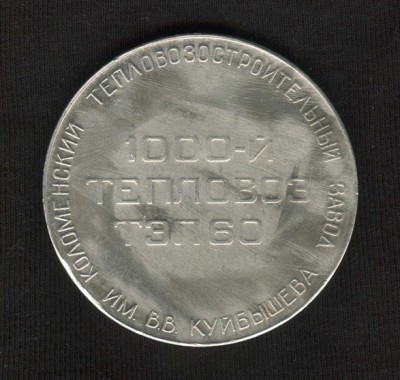 КОЛОМЕНСКИЙ ТЕПЛОВОЗОСТРОИТЕЛЬНЫЙ ЗАВОД
ИМ. В.В. КУЙБЫШЕВА
1000-Й
ТЕПЛОВОЗ
ТЭП60